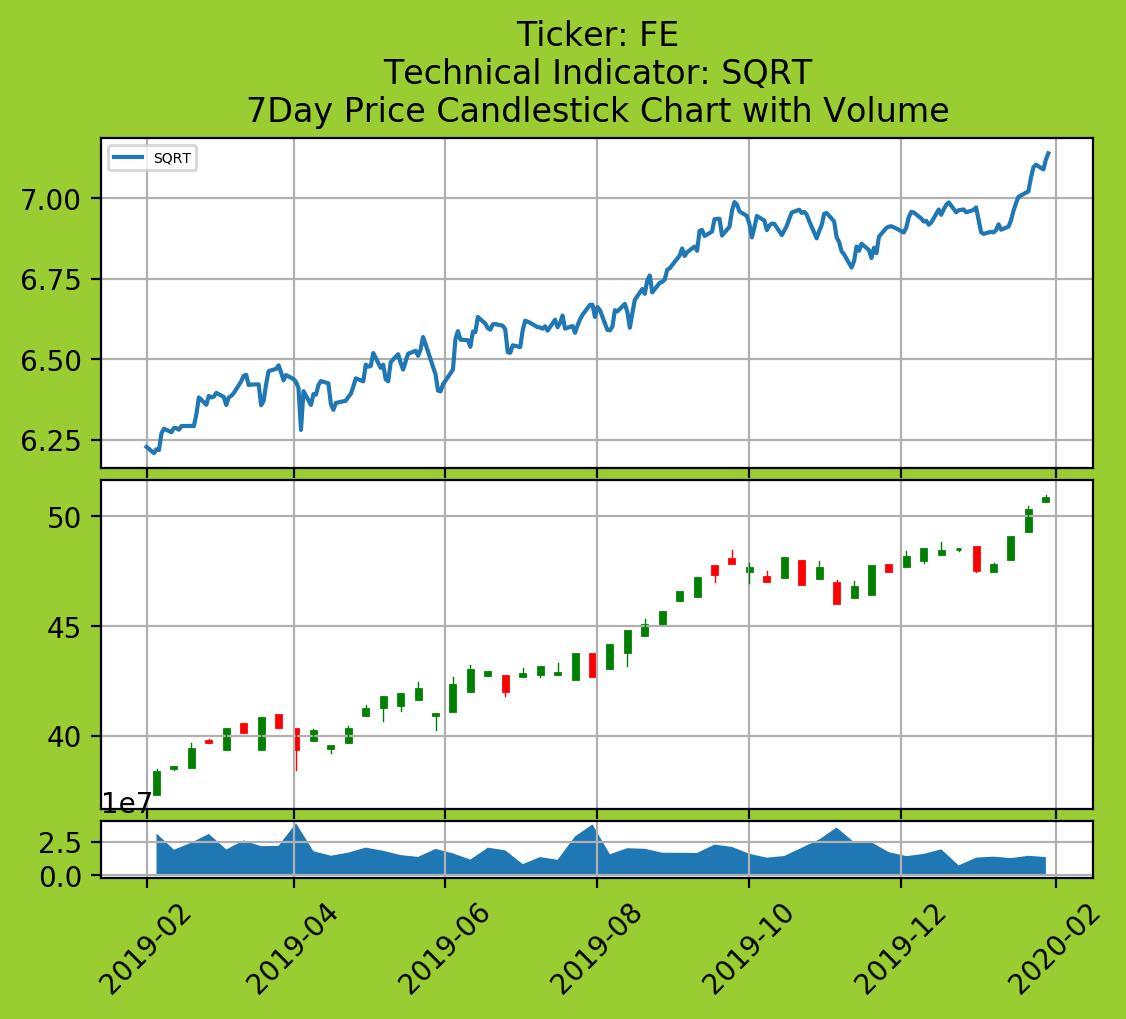 Ticker: FE
Technical Indicator: SQRT
7Day Price Candlestick Chart with Volume
SQRT
7.00
6.75
6.50
6.25
50
45
40
1e7
2.5
0.0
2019-02 2019-04 2019-06 2019-08 2019-10 2019-12 2020-02